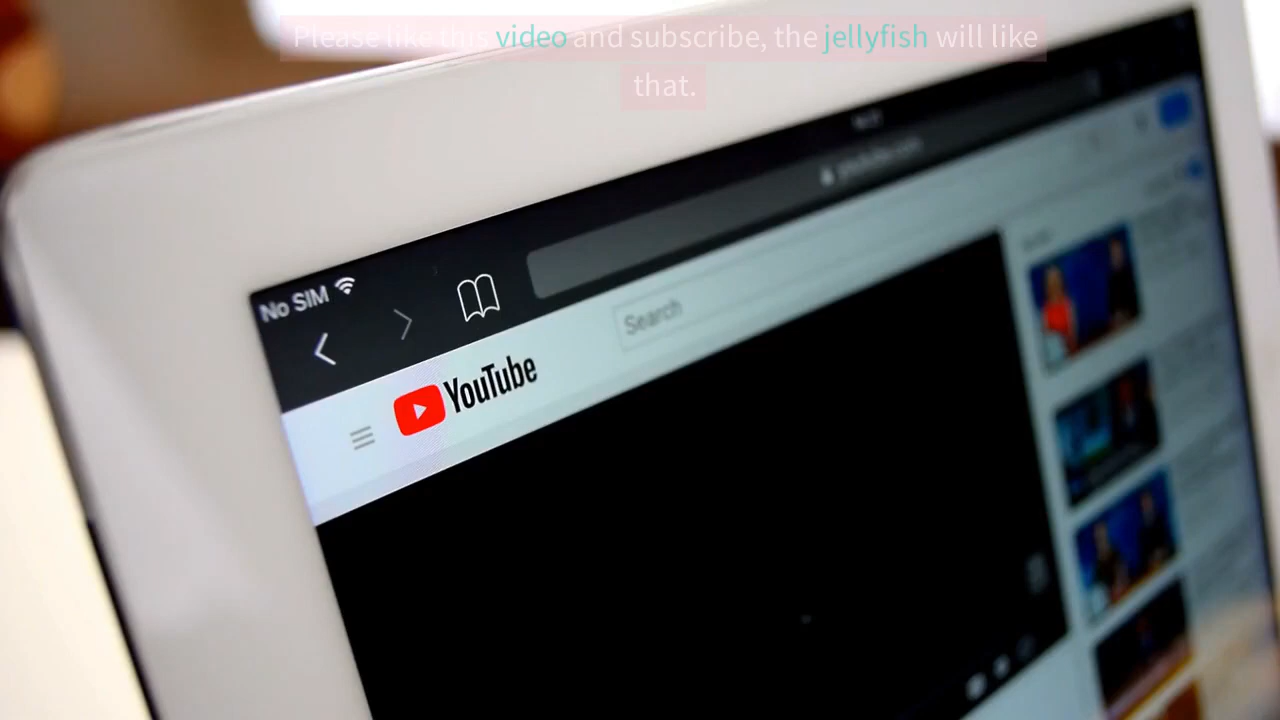 Please like this video and subscribe, the jellyfish will like
that.
No SIM
Search
YouTube